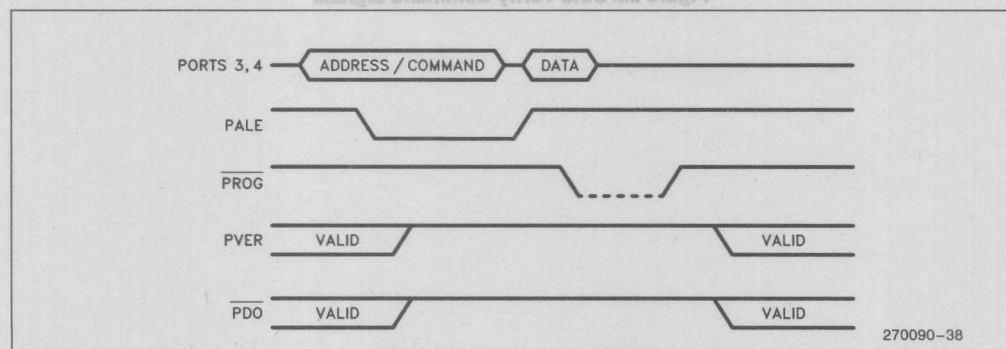 PORTS 3, 4 ADDRESS / COMMAND DATA
PALE
PROG
PVER VALID VALID
PDO VALID VALID
270090-38